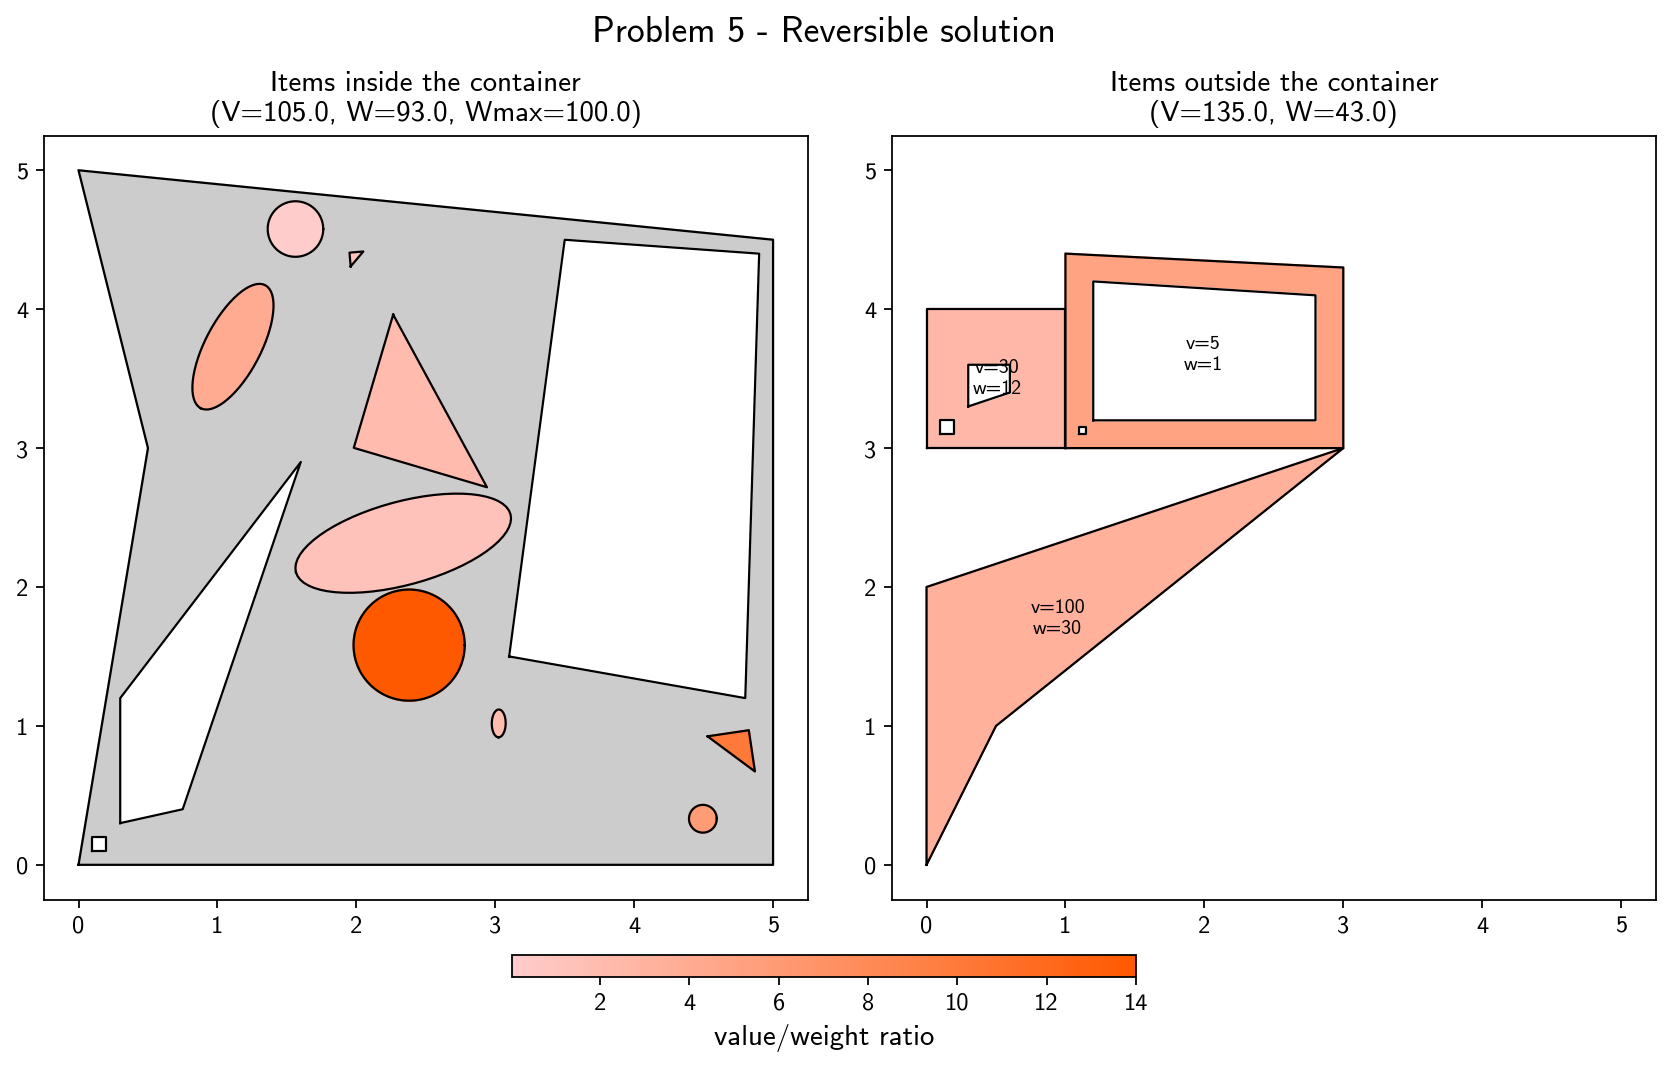 Problem 5 - Reversible solution
Items inside the container
(V=105.0, W=93.0, Wmax=100.0)
Items outside the container
(V=135.0, W=43.0)
5
4
3
2
1
0
0 1 2 3 4 5
5
4
3
2
1
0
v=30
w=12
v=5
w=1
v=100
w=30
0 1 2 3 4 5
2 4 6 8 10 12 14
value/weight ratio